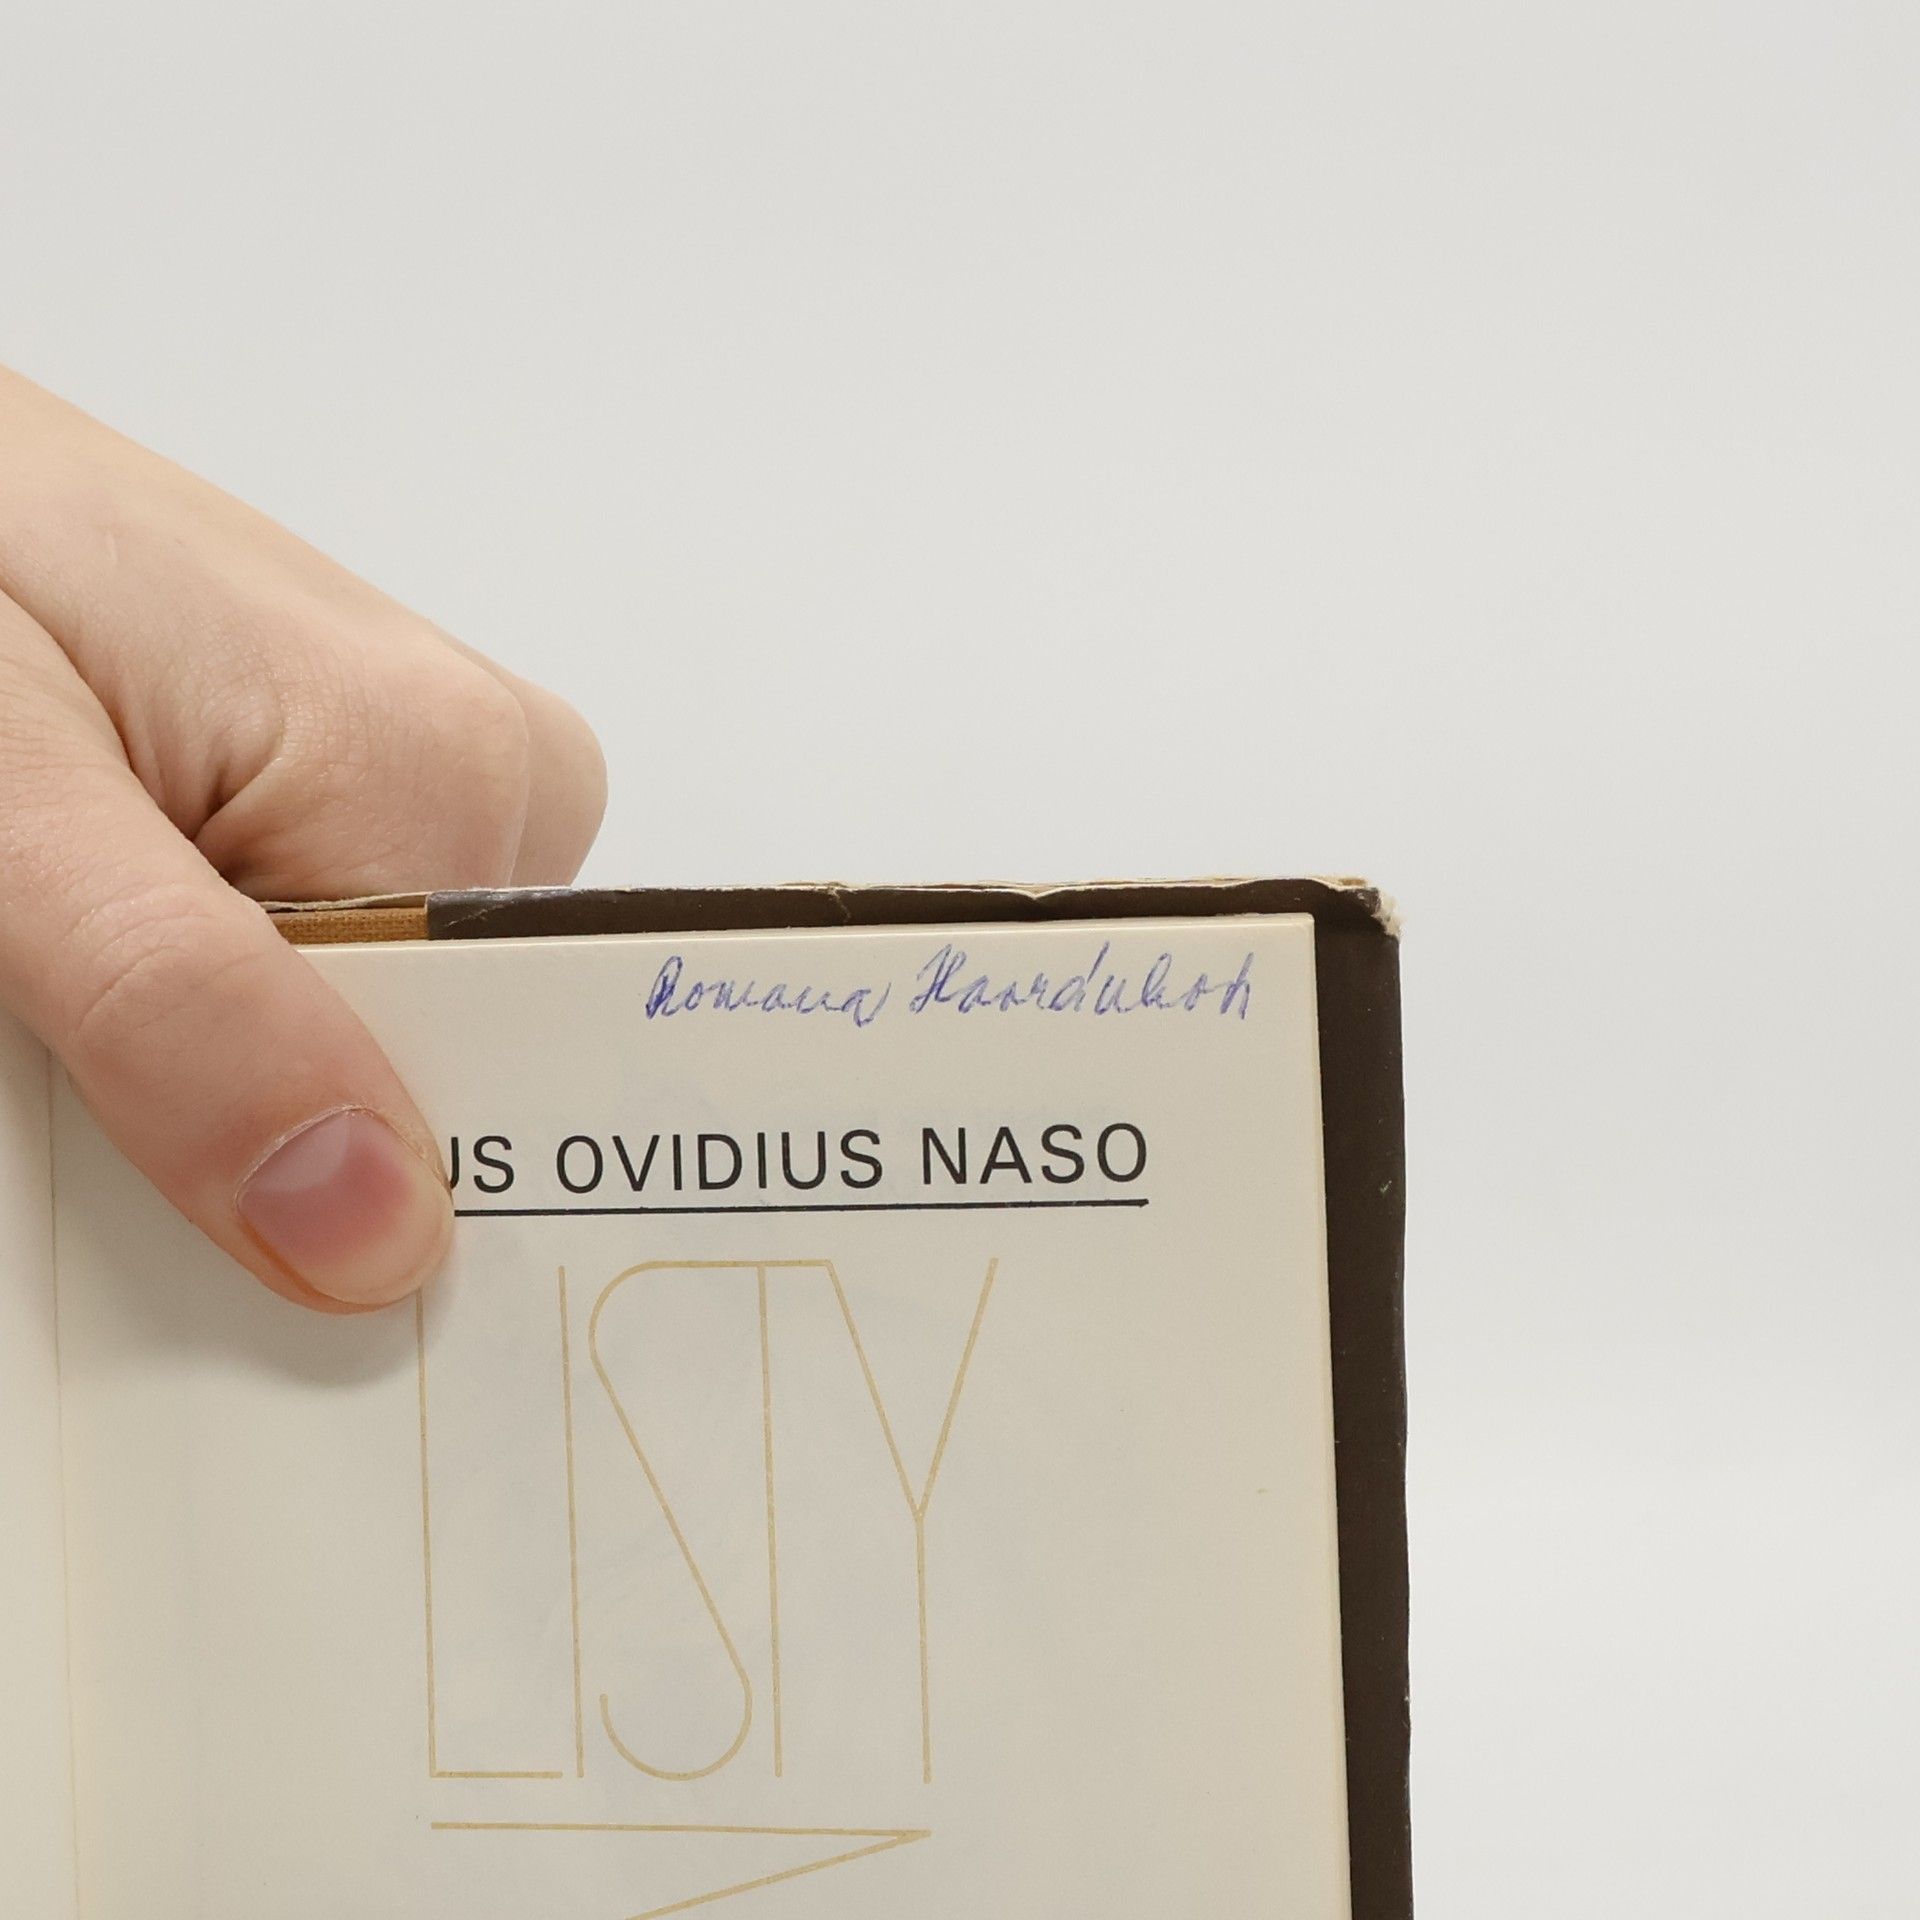 Romana
US OVIDIUS NASO
LISTY
Z